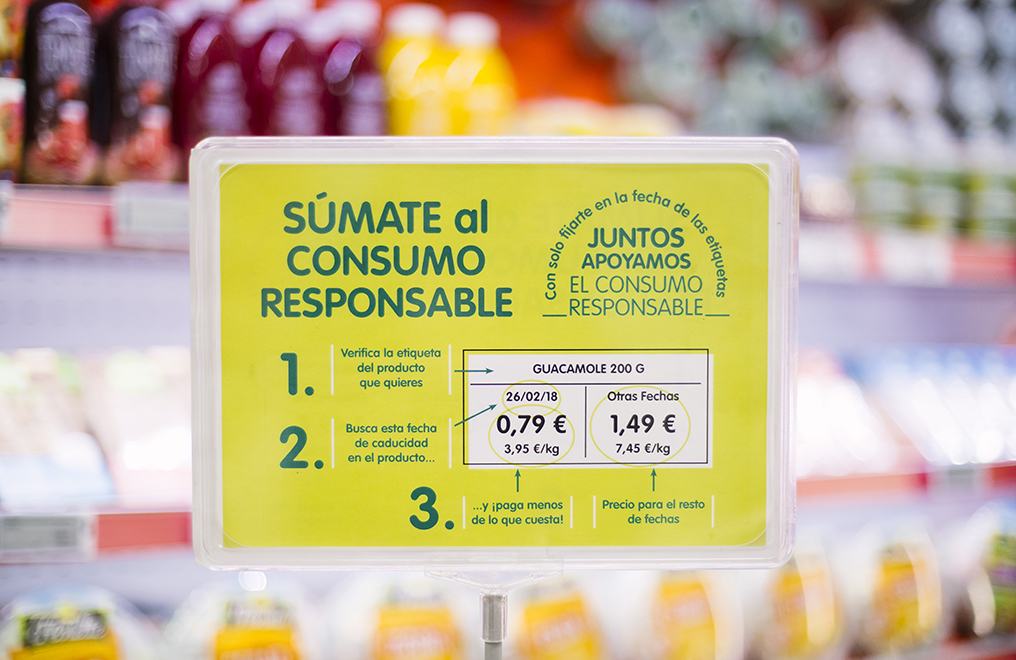 SÚMATE al
CONSUMO
RESPONSABLE
Con solo fijarte en la fecha de las etiquetas
JUNTOS
APOYAMOS
EL CONSUMO
RESPONSABLE
1.
Verifica la etiqueta
del producto
que quieres
2.
Busca esta fecha
de caducidad
en el producto...
GUACAMOLE 200 G
26/02/18
0,79 €
3,95 €/kg
Otras Fechas
1,49 €
7,45 €/kg
3.
...y ¡paga menos
de lo que cuesta!
Precio para el resto
de fechas